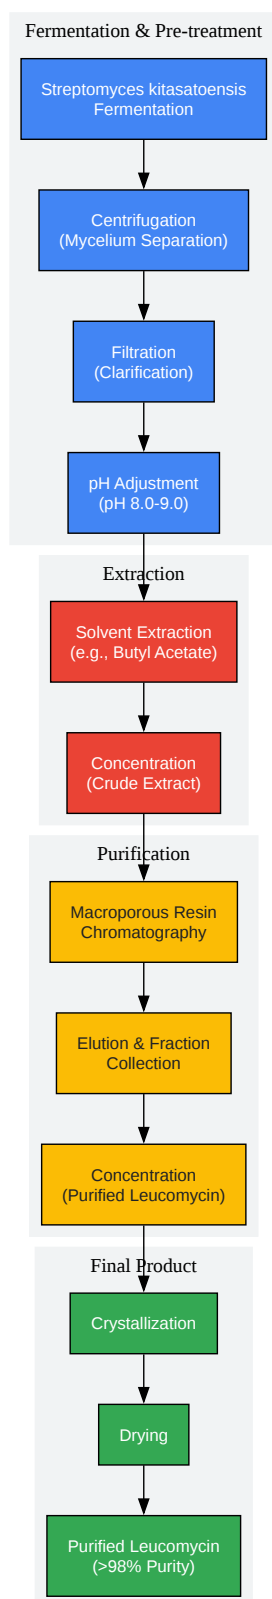 Fermentation & Pre-treatment
Streptomyces kitasatoensis
Fermentation
Centrifugation
(Mycelium Separation)
Filtration
(Clarification)
pH Adjustment
(pH 8.0-9.0)
Extraction
Solvent Extraction
(e.g., Butyl Acetate)
Concentration
(Crude Extract)
Purification
Macroporous Resin
Chromatography
Elution & Fraction
Collection
Concentration
(Purified Leucomycin)
Final Product
Crystallization
Drying
Purified Leucomycin
(>98% Purity)